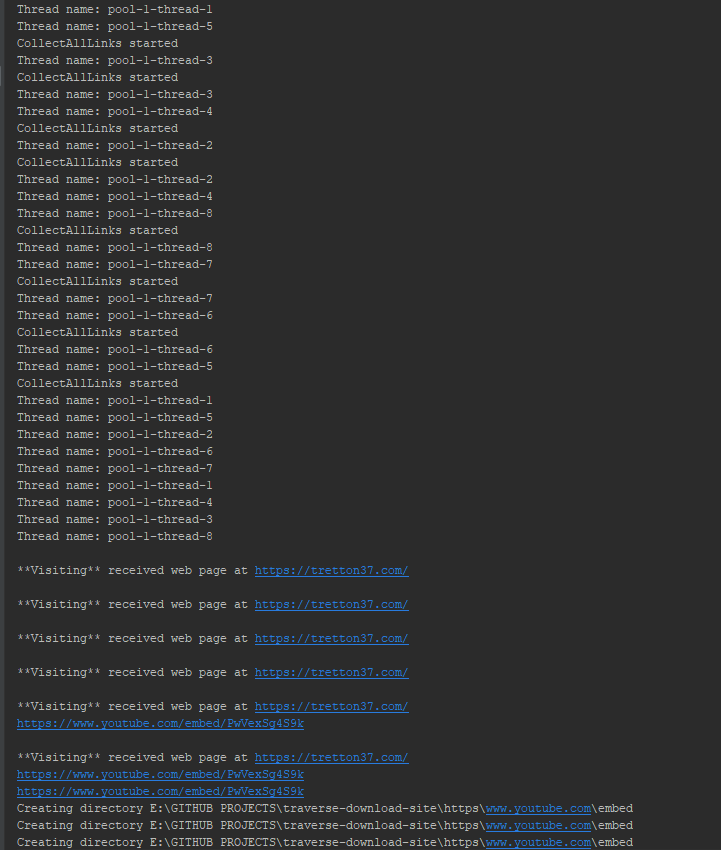 Thread name: pool-1-thread-1
Thread name: pool-1-thread-5
CollectAllLinks started
Thread name: pool-1-thread-3
CollectAllLinks started
Thread name: pool-1-thread-3
Thread name: pool-1-thread-4
CollectAllLinks started
Thread name: pool-1-thread-2
CollectAllLinks started
Thread name: pool-1-thread-2
Thread name: pool-1-thread-4
Thread name: pool-1-thread-8
CollectAllLinks started
Thread name: pool-1-thread-8
Thread name: pool-1-thread-7
CollectAllLinks started
Thread name: pool-1-thread-7
Thread name: pool-1-thread-6
CollectAllLinks started
Thread name: pool-1-thread-6
Thread name: pool-1-thread-5
CollectAllLinks started
Thread name: pool-1-thread-1
Thread name: pool-1-thread-5
Thread name: pool-1-thread-2
Thread name: pool-1-thread-6
Thread name: pool-1-thread-7
Thread name: pool-1-thread-1
Thread name: pool-1-thread-4
Thread name: pool-1-thread-3
Thread name: pool-1-thread-8
**Visiting** received web page at https://tretton37.com/
**Visiting** received web page at https://tretton37.com/
**Visiting** received web page at https://tretton37.com/
**Visiting** received web page at https://tretton37.com/
**Visiting** received web page at https://tretton37.com/
https://www.youtube.com/embed/PwVexSg4S9k
**Visiting** received web page at https://tretton37.com/
https://www.youtube.com/embed/PwVexSg4S9k
https://www.youtube.com/embed/PwVexSg4S9k
Creating directory E:\GITHUB PROJECTS\traverse-download-site\https\www.youtube.com\embed
Creating directory E:\GITHUB PROJECTS\traverse-download-site\https\www.youtube.com\embed
Creating directory E:\GITHUB PROJECTS\traverse-download-site\https\www.youtube.com\embed